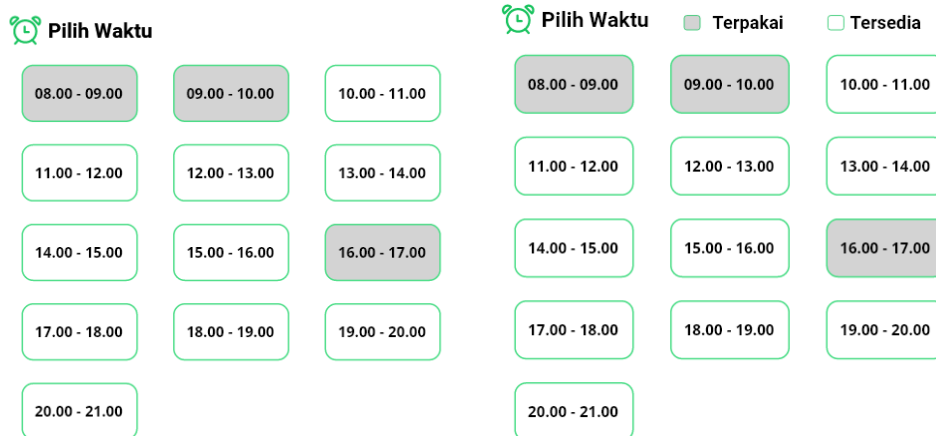 Pilih Waktu
08.00 - 09.00 09.00 - 10.00 10.00 - 11.00
11.00 - 12.00 12.00 - 13.00 13.00 - 14.00
14.00 - 15.00 15.00 - 16.00 16.00 - 17.00
17.00 - 18.00 18.00 - 19.00 19.00 - 20.00
20.00 - 21.00
Pilih Waktu Terpakai Tersedia
08.00 - 09.00 09.00 - 10.00 10.00 - 11.00
11.00 - 12.00 12.00 - 13.00 13.00 - 14.00
14.00 - 15.00 15.00 - 16.00 16.00 - 17.00
17.00 - 18.00 18.00 - 19.00 19.00 - 20.00
20.00 - 21.00